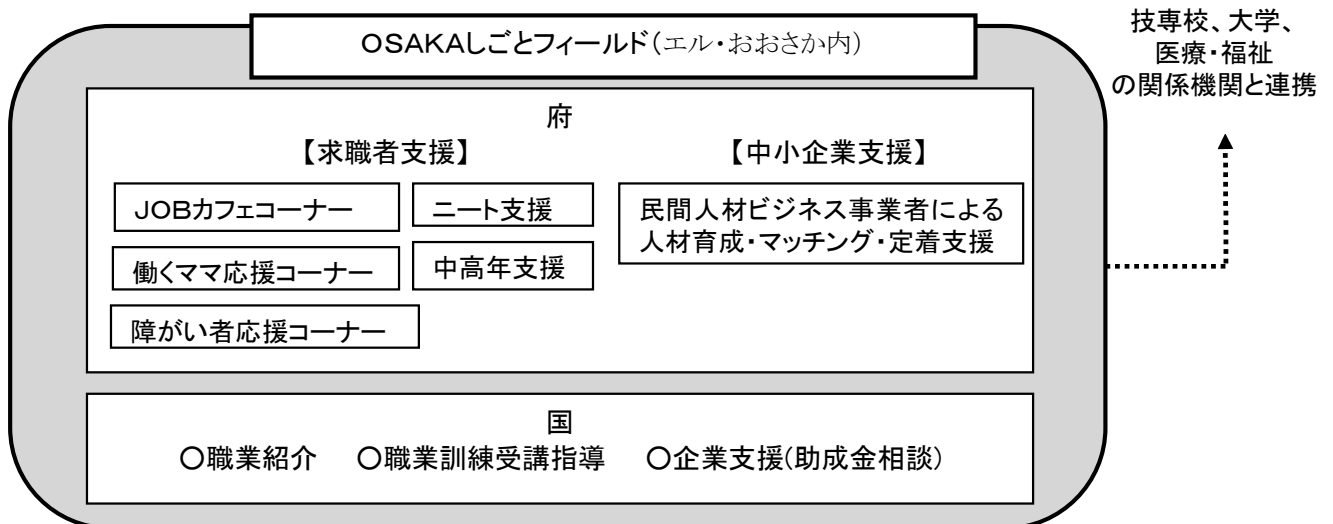 OSAKAしごとフィールド(エル・おおさか内)
技専校、大学、
医療・福祉
の関係機関と連携
府
【求職者支援】
【中小企業支援】
JOBカフェコーナー
ニート支援
民間人材ビジネス事業者による
人材育成・マッチング・定着支援
働くママ応援コーナー
中高年支援
障がい者応援コーナー
国
○職業紹介 ○職業訓練受講指導 ○企業支援(助成金相談)